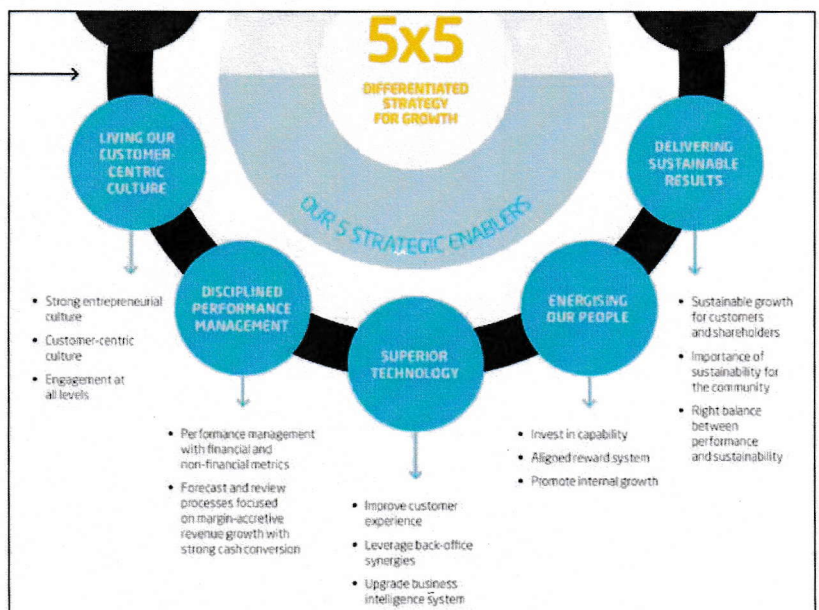 5x5
DIFFERENTIATED
STRATEGY
FOR GROWTH
OUR 5 STRATEGIC ENABLERS
LIVING OUR
CUSTOMER-
CENTRIC
CULTURE
• Strong entrepreneurial
culture
• Customer-centric
culture
• Engagement at
all levels
DISCIPLINED
PERFORMANCE
MANAGEMENT
• Performance management
with financial and
non-financial metrics
• Forecast and review
processes focused
on margin-accretive
revenue growth with
strong cash conversion
SUPERIOR
TECHNOLOGY
• Improve customer
experience
• Leverage back-office
synergies
• Upgrade business
intelligence system
ENERGISING
OUR PEOPLE
• Invest in capability
• Aligned reward system
• Promote internal growth
DELIVERING
SUSTAINABLE
RESULTS
• Sustainable growth
for customers
and shareholders
• Importance of
sustainability for
the community
• Right balance
between
performance
and sustainability